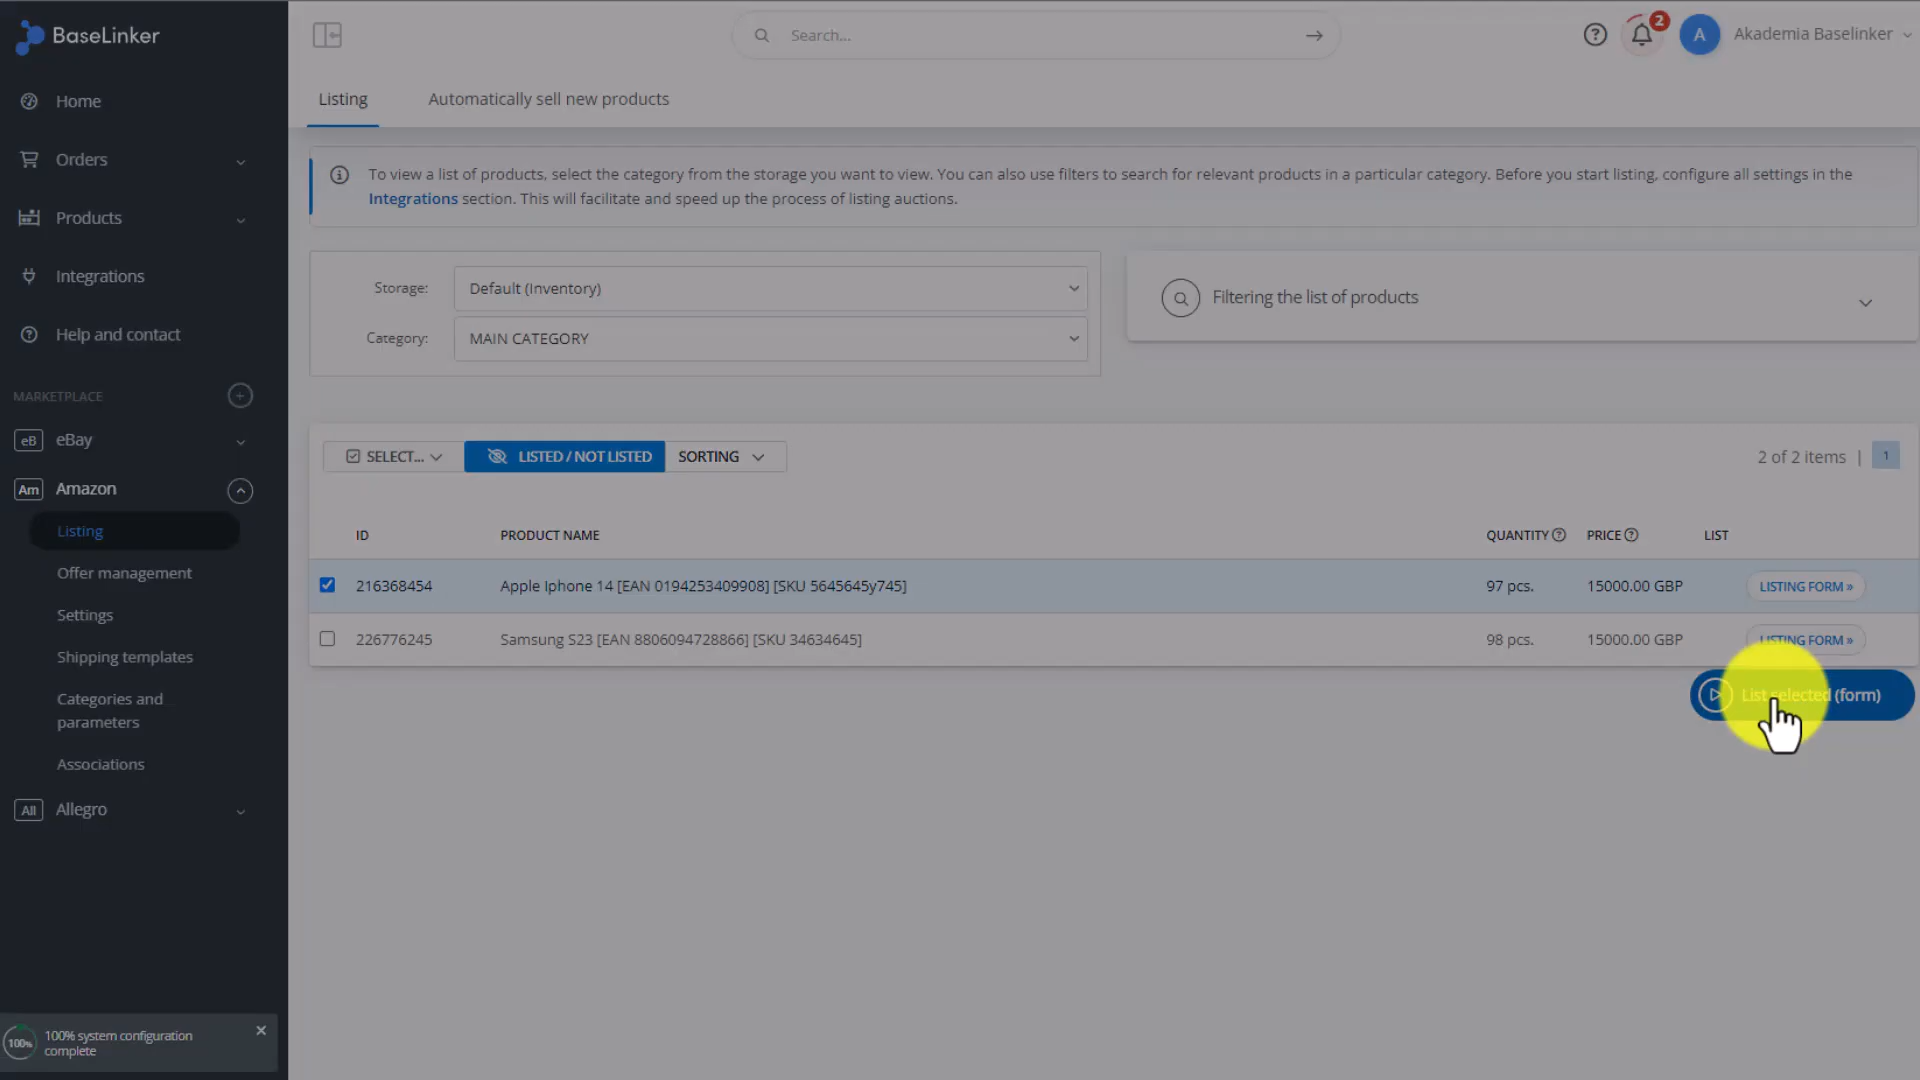 BaseLinker
Search...
2
A
Akademia Baselinker
Home
Orders
Products
Integrations
Help and contact
MARKETPLACE
eB eBay
Am Amazon
Listing
Offer management
Settings
Shipping templates
Categories and
parameters
Associations
All Allegro
100% 100% system configuration
complete
Listing Automatically sell new products
To view a list of products, select the category from the storage you want to view. You can also use filters to search for relevant products in a particular category. Before you start listing, configure all settings in the
Integrations section. This will facilitate and speed up the process of listing auctions.
Storage: Default (Inventory)
Category: MAIN CATEGORY
Filtering the list of products
SELECT... LISTED / NOT LISTED SORTING 2 of 2 items | 1
ID PRODUCT NAME QUANTITY PRICE LIST
216368454 Apple Iphone 14 [EAN 0194253409908] [SKU 5645645y745] 97 pcs. 15000.00 GBP LISTING FORM »
226776245 Samsung S23 [EAN 8806094728866] [SKU 34634645] 98 pcs. 15000.00 GBP LISTING FORM »
List selected (form)